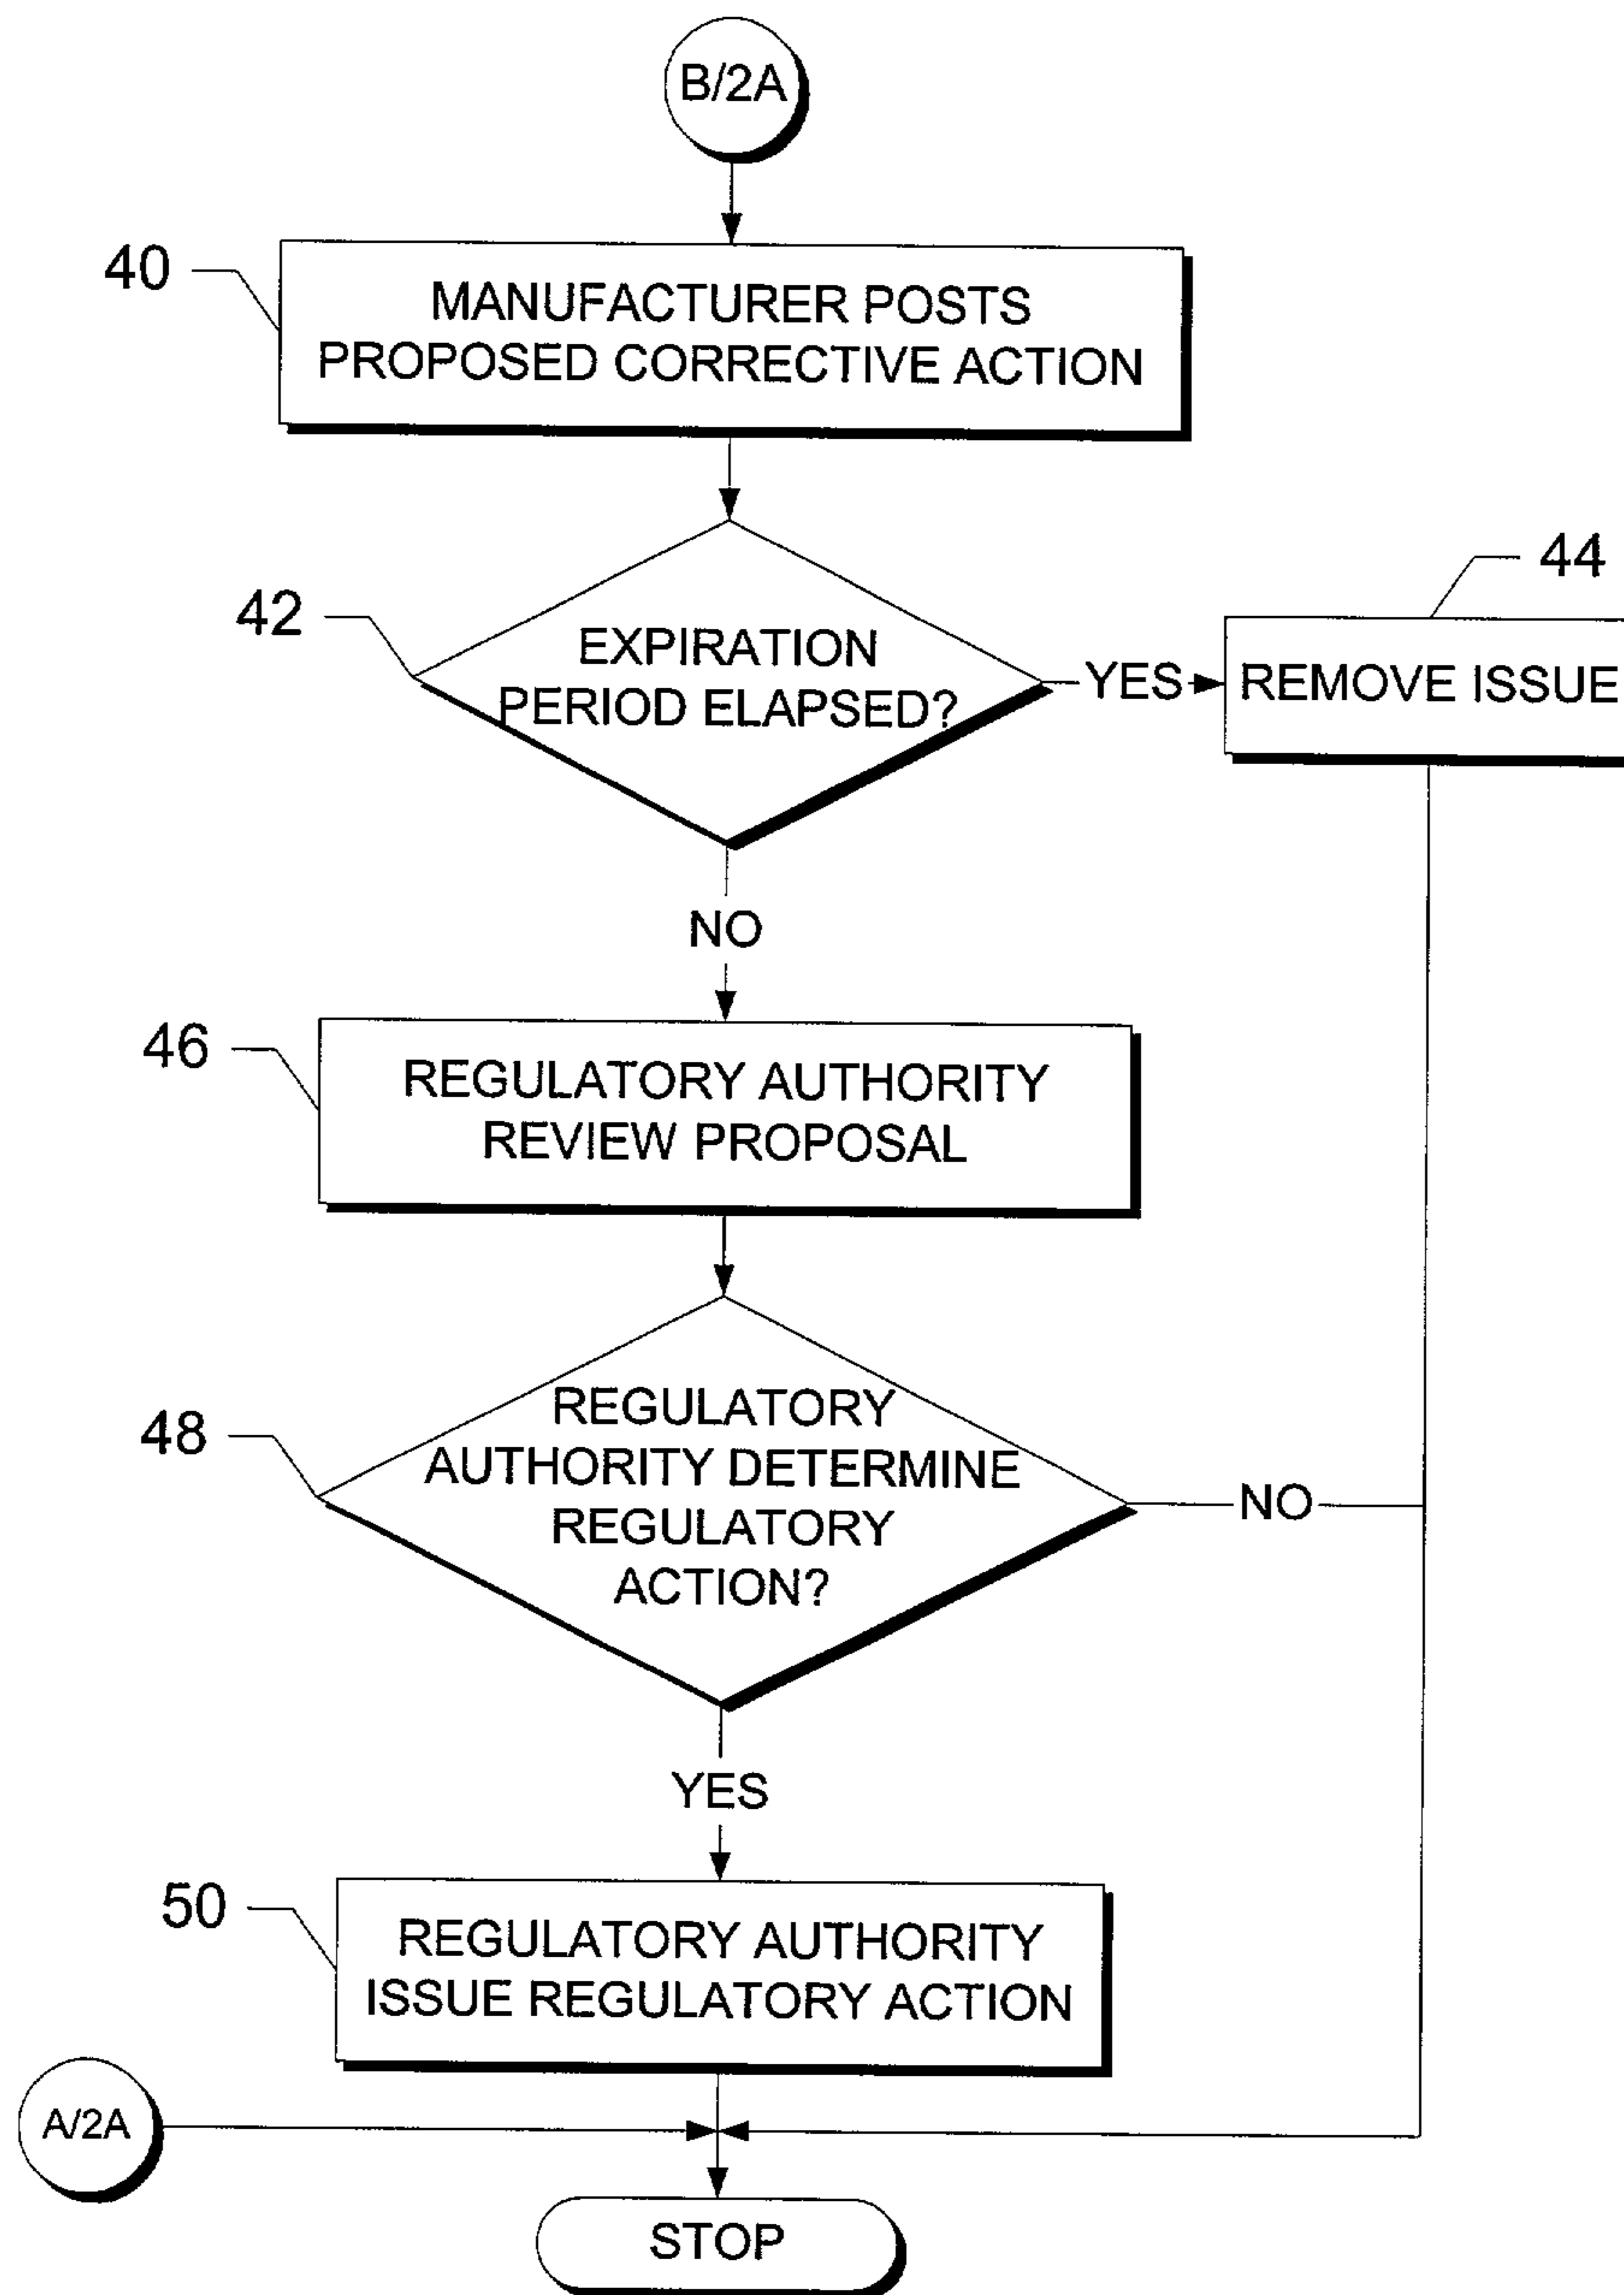 B/2A
40
MANUFACTURER POSTS
PROPOSED CORRECTIVE ACTION
42
EXPIRATION
PERIOD ELAPSED?
YES
44
REMOVE ISSUE
NO
46
REGULATORY AUTHORITY
REVIEW PROPOSAL
48
REGULATORY
AUTHORITY DETERMINE
REGULATORY
ACTION?
NO
YES
50
REGULATORY AUTHORITY
ISSUE REGULATORY ACTION
A/2A
STOP